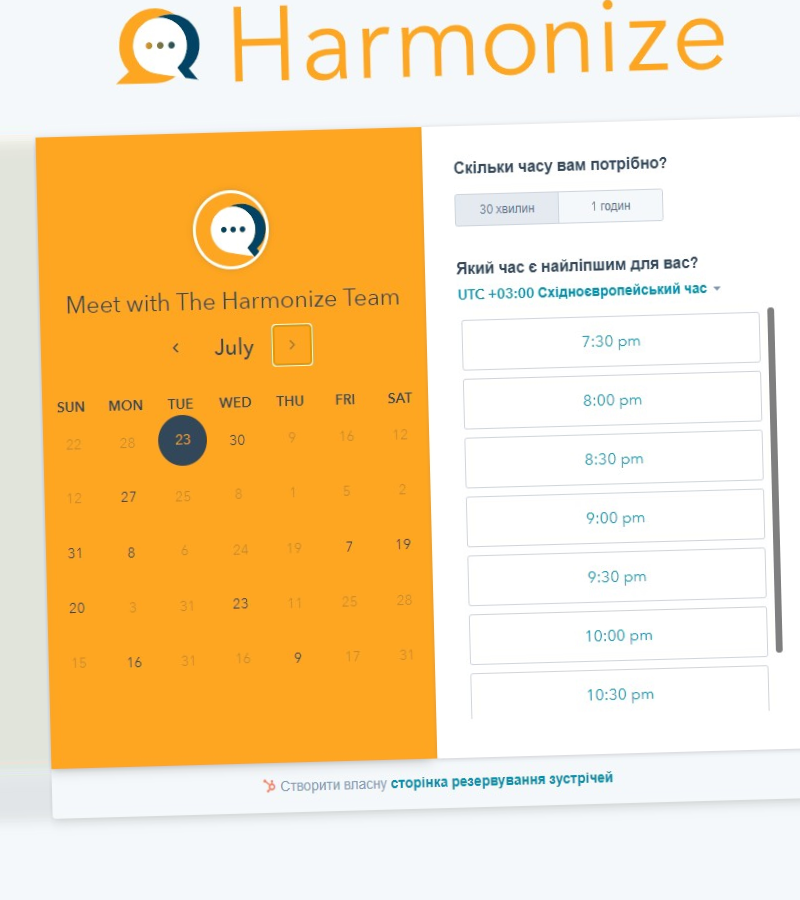 Harmonize
Meet with The Harmonize Team
July
SUN MON TUE WED THU FRI SAT
22 28 23 30 9 16 12
12 27 25 8 1 5 2
31 8 6 24 19 7 19
20 3 31 23 11 25 28
15 16 31 16 9 17 31
Скільки часу вам потрібно?
30 хвилин 1 годин
Який час є найліпшим для вас?
UTC +03:00 Східноєвропейський час
7:30 pm
8:00 pm
8:30 pm
9:00 pm
9:30 pm
10:00 pm
10:30 pm
Створити власну сторінка резервування зустрічей